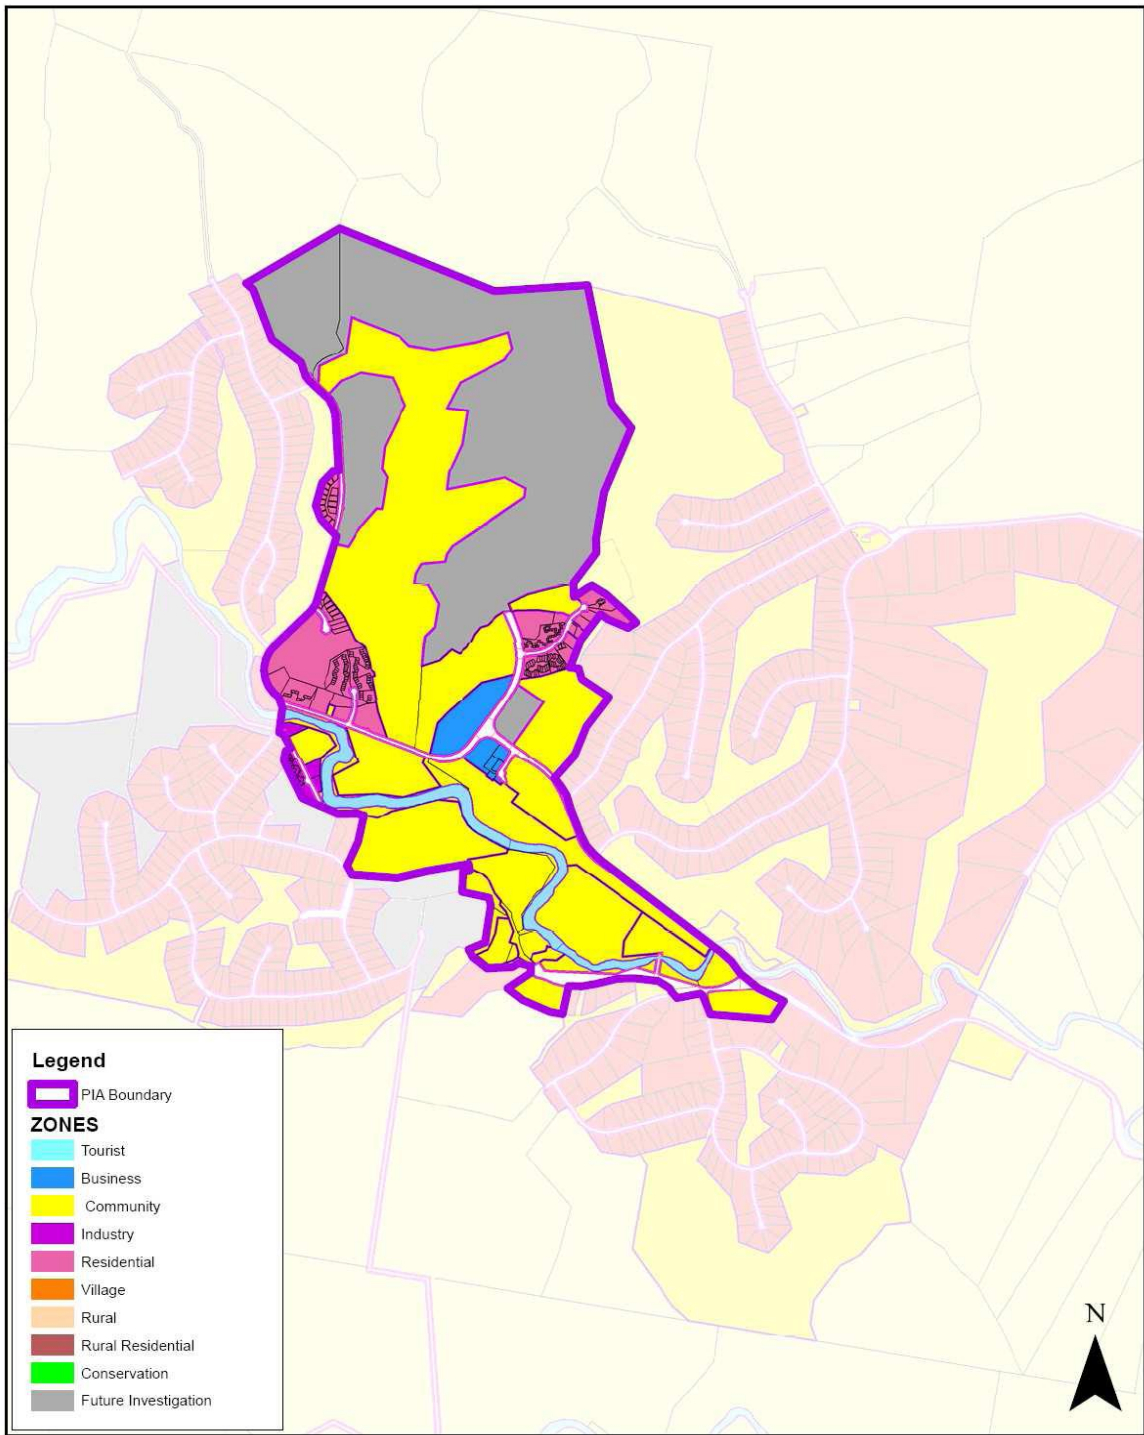 Legend
PIA Boundary
ZONES
Tourist
Business
Community
Industry
Residential
Village
Rural
Rural Residential
Conservation
Future Investigation
N